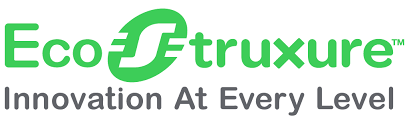 EcoStruxure™
Innovation At Every Level